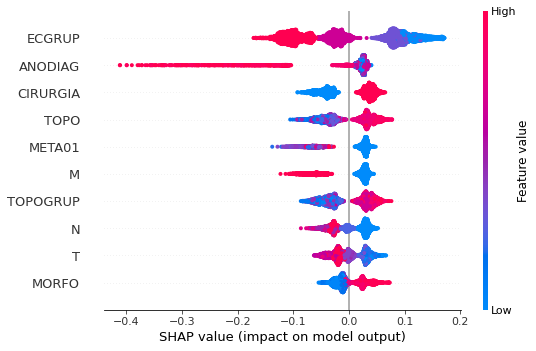 High
ECGRUP
ANODIAG
CIRURGIA
TOPO
META01
M
TOPOGRUP
N
T
MORFO
Feature value
Low
−0.4 −0.3 −0.2 −0.1 0.0 0.1 0.2
SHAP value (impact on model output)